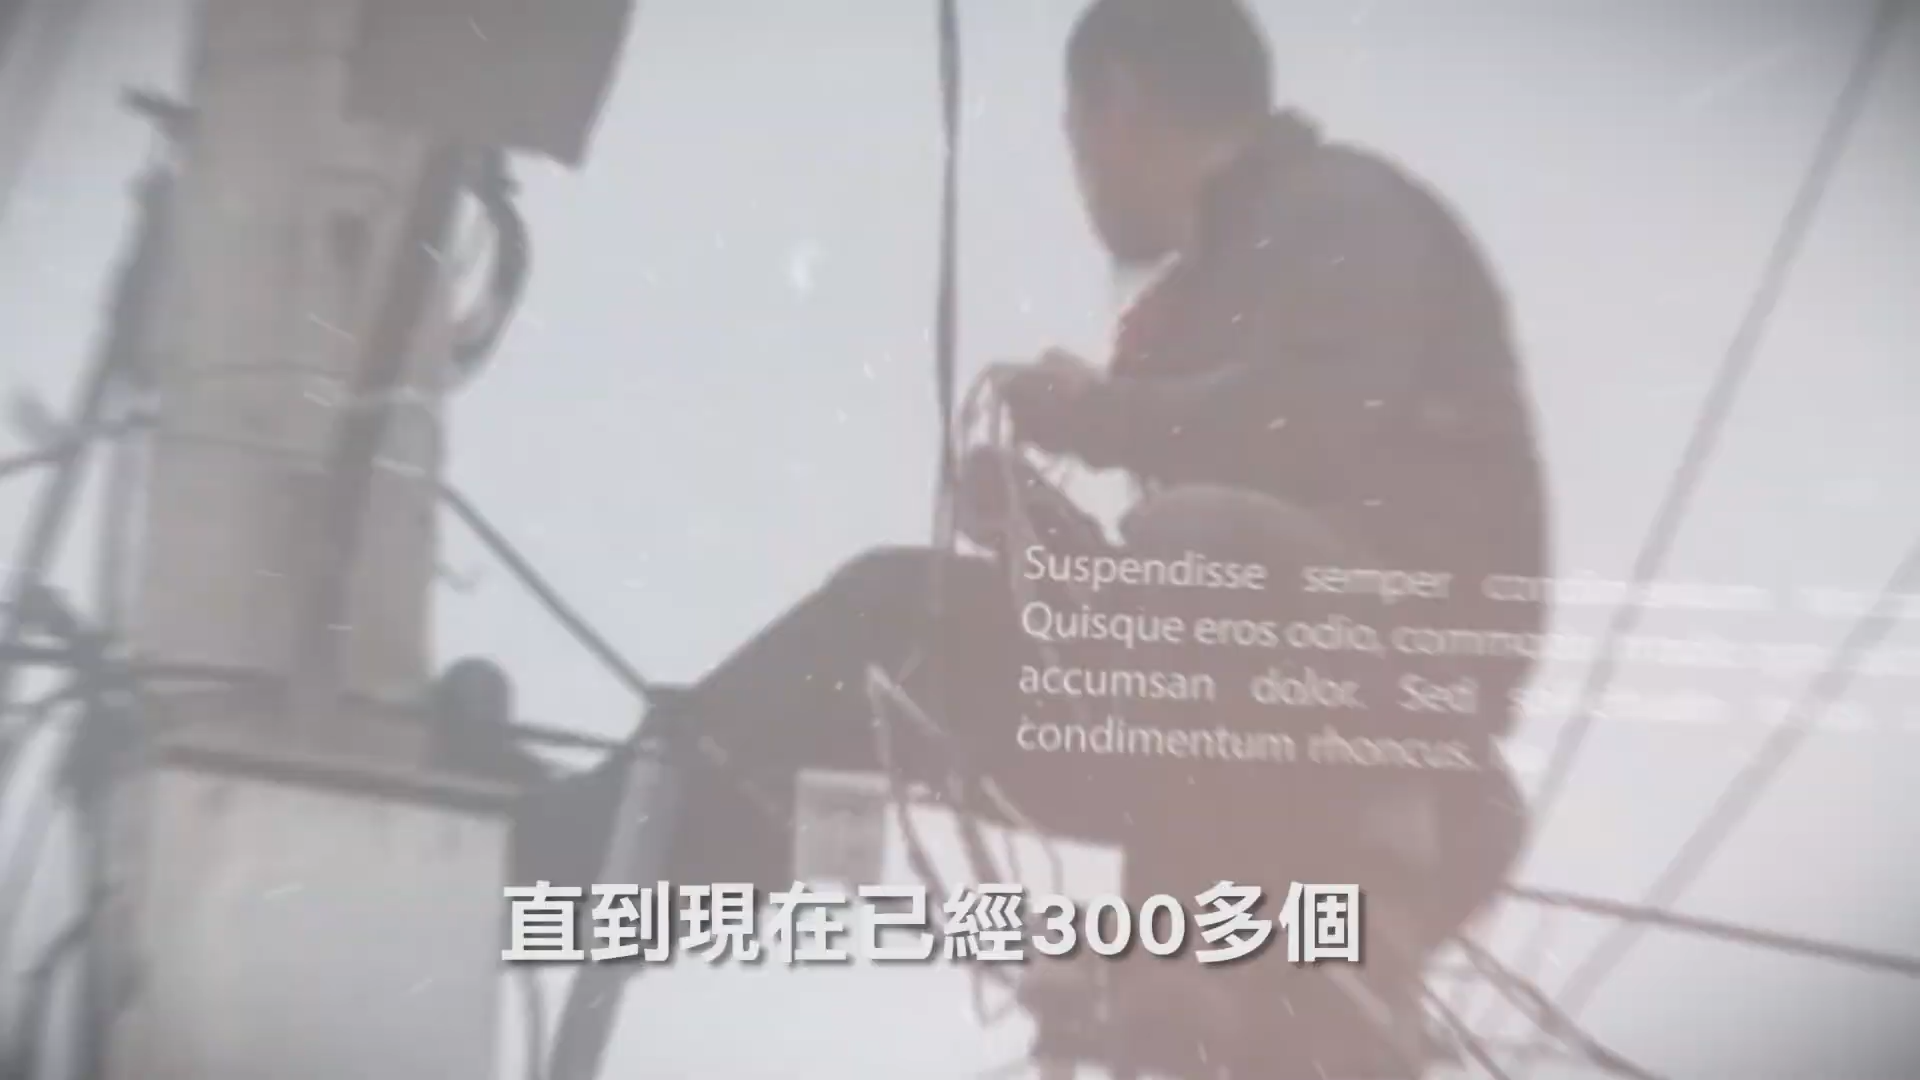 Suspendisse semper
Quisque eros odio,
accumsan dolor. Sed
condimentum rhoncus.
直到現在已經300多個